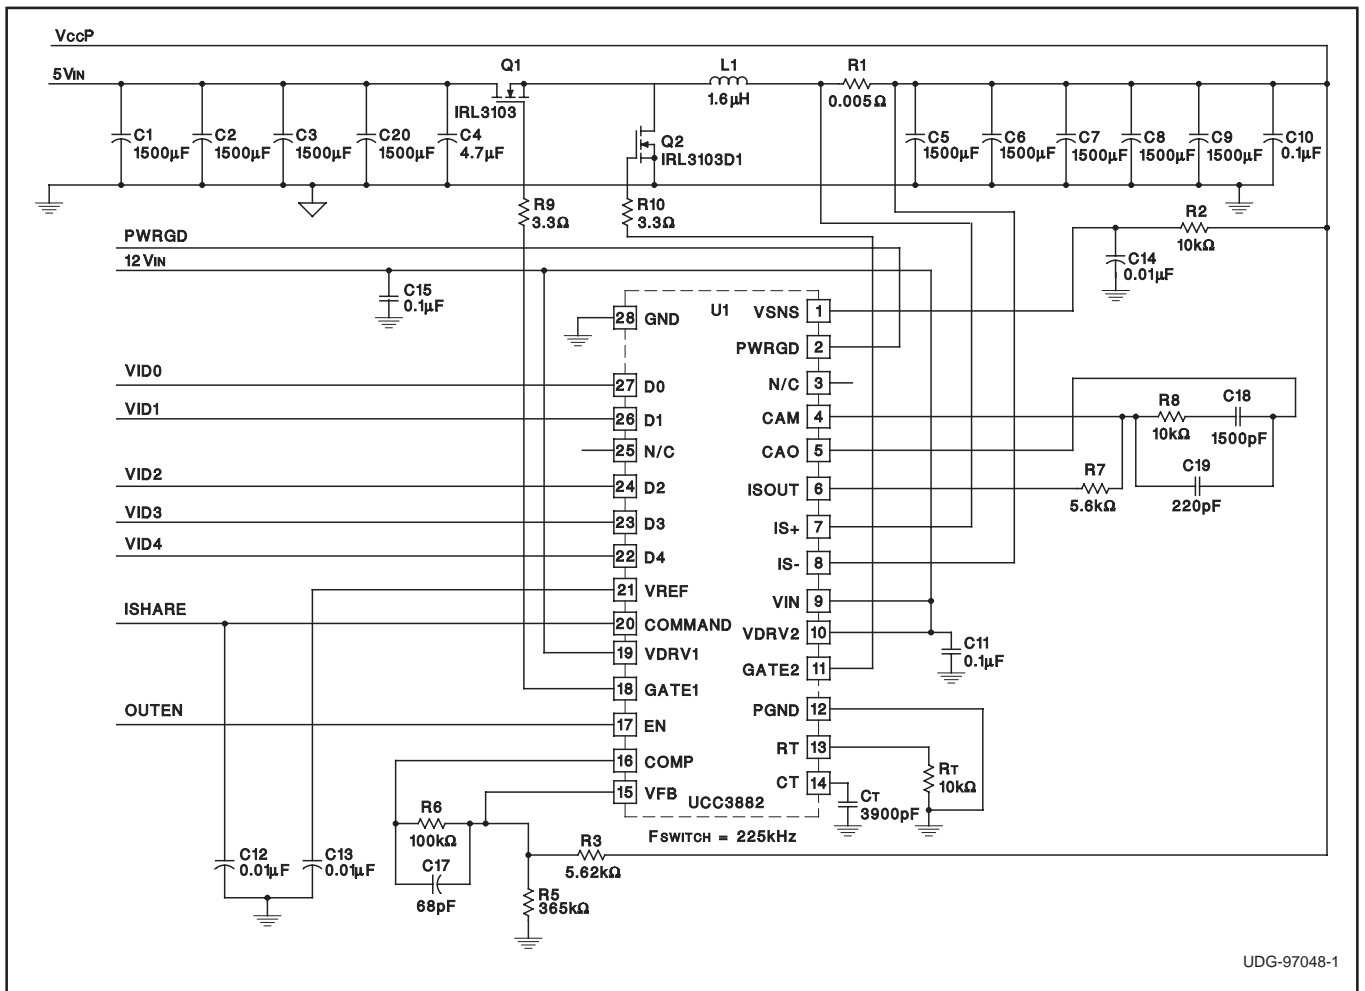 VCCP
5VIN
Q1
IRL3103
L1
1.6µH
R1
0.005Ω
C1
1500µF
C2
1500µF
C3
1500µF
C20
1500µF
C4
4.7µF
Q2
IRL3103D1
C5
1500µF
C6
1500µF
C7
1500µF
C8
1500µF
C9
1500µF
C10
0.1µF
R9
3.3Ω
R10
3.3Ω
R2
10kΩ
PWRGD
12VIN
C14
0.01µF
C15
0.1µF
U1
28 GND
VSNS 1
PWRGD 2
VID0
27 D0
N/C 3
VID1
26 D1
CAM 4
R8
10kΩ
C18
1500pF
25 N/C
CAO 5
VID2
24 D2
ISOUT 6
R7
5.6kΩ
C19
220pF
VID3
23 D3
IS+ 7
VID4
22 D4
IS- 8
21 VREF
VIN 9
ISHARE
20 COMMAND
VDRV2 10
19 VDRV1
C11
0.1µF
GATE2 11
18 GATE1
OUTEN
17 EN
PGND 12
16 COMP
RT 13
RT
10kΩ
15 VFB
CT 14
CT
3900pF
UCC3882
FSWITCH = 225kHz
R6
100kΩ
C17
68pF
R3
5.62kΩ
R5
365kΩ
C12
0.01µF
C13
0.01µF
UDG-97048-1